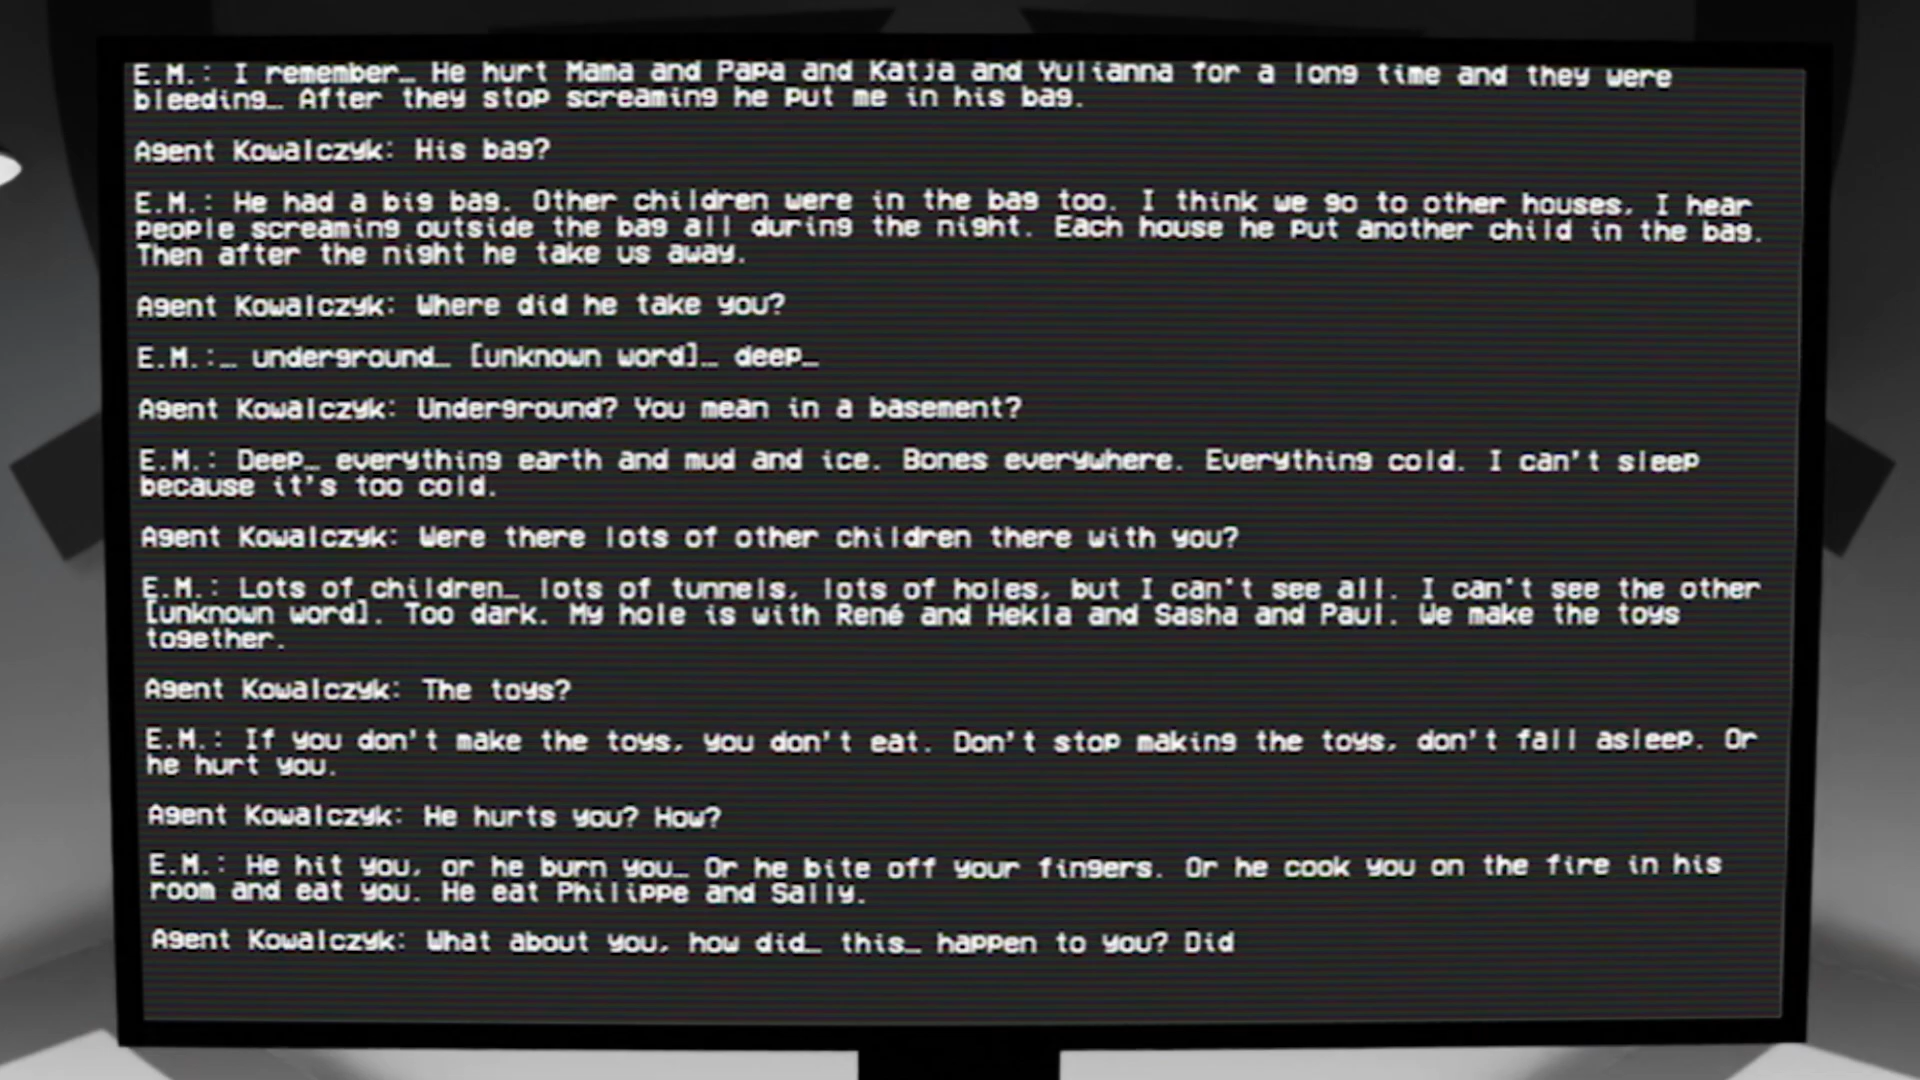 E.M.: I remember… He hurt Mama and Papa and Katja and Yulianna for a long time and they were
bleeding… After they stop screaming he put me in his bag.
Agent Kowalczyk: His bag?
E.M.: He had a big bag. Other children were in the bag too. I think we go to other houses, I hear
people screaming outside the bag all during the night. Each house he put another child in the bag.
Then after the night he take us away.
Agent Kowalczyk: Where did he take you?
E.M.:… underground… [unknown word]… deep…
Agent Kowalczyk: Underground? You mean in a basement?
E.M.: Deep… everything earth and mud and ice. Bones everywhere. Everything cold. I can't sleep
because it's too cold.
Agent Kowalczyk: Were there lots of other children there with you?
E.M.: Lots of children… lots of tunnels, lots of holes, but I can't see all. I can't see the other
[unknown word]. Too dark. My hole is with René and Hekla and Sasha and Paul. We make the toys
together.
Agent Kowalczyk: The toys?
E.M.: If you don't make the toys, you don't eat. Don't stop making the toys, don't fall asleep. Or
he hurt you.
Agent Kowalczyk: He hurts you? How?
E.M.: He hit you, or he burn you… Or he bite off your fingers. Or he cook you on the fire in his
room and eat you. He eat Philippe and Sally.
Agent Kowalczyk: What about you, how did… this… happen to you? Did